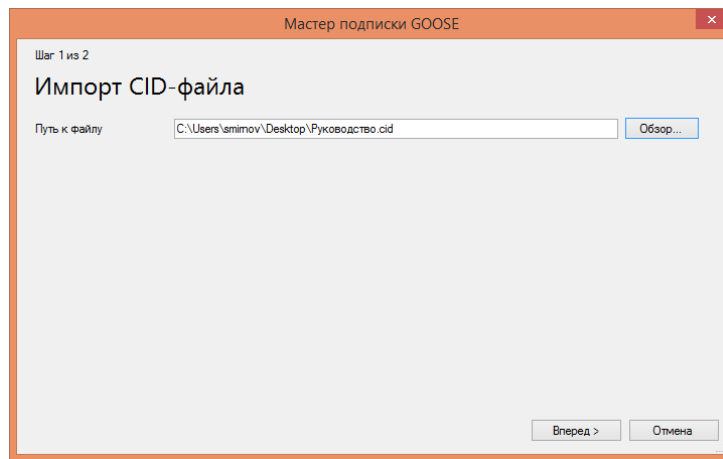 Мастер подписки GOOSE
Шаг 1 из 2
Импорт CID-файла
Путь к файлу C:\Users\smirnov\Desktop\Руководство.cid Обзор...
Вперед > Отмена